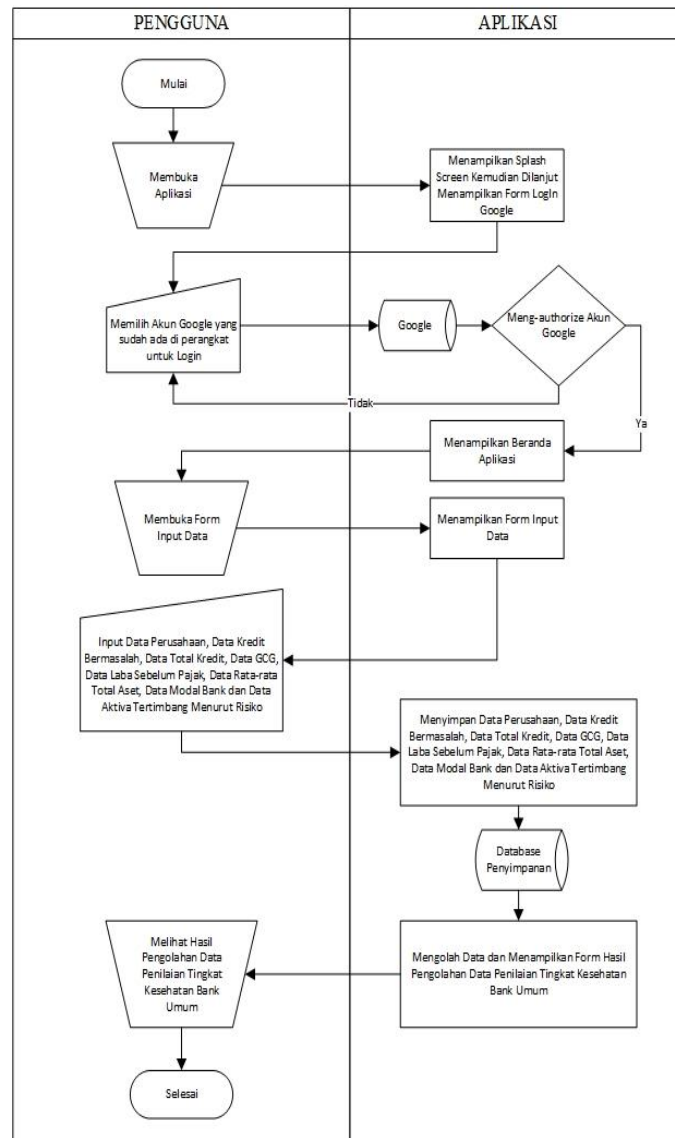 PENGGUNA
APLIKASI
Mulai
Membuka
Aplikasi
Menampilkan Splash
Screen Kemudian Dilanjut
Menampilkan Form LogIn
Google
Memilih Akun Google yang
sudah ada di perangkat
untuk Login
Google
Meng-authorize Akun
Google
Tidak
Ya
Menampilkan Beranda
Aplikasi
Membuka Form
Input Data
Menampilkan Form Input
Data
Input Data Perusahaan, Data Kredit
Bermasalah, Data Total Kredit, Data GCG,
Data Laba Sebelum Pajak, Data Rata-rata
Total Aset, Data Modal Bank dan Data
Aktiva Tertimbang Menurut Risiko
Menyimpan Data Perusahaan, Data Kredit
Bermasalah, Data Total Kredit, Data GCG, Data
Laba Sebelum Pajak, Data Rata-rata Total Aset,
Data Modal Bank dan Data Aktiva Tertimbang
Menurut Risiko
Database
Penyimpanan
Melihat Hasil
Pengolahan Data
Penilaian Tingkat
Kesehatan Bank
Umum
Mengolah Data dan Menampilkan Form Hasil
Pengolahan Data Penilaian Tingkat Kesehatan
Bank Umum
Selesai